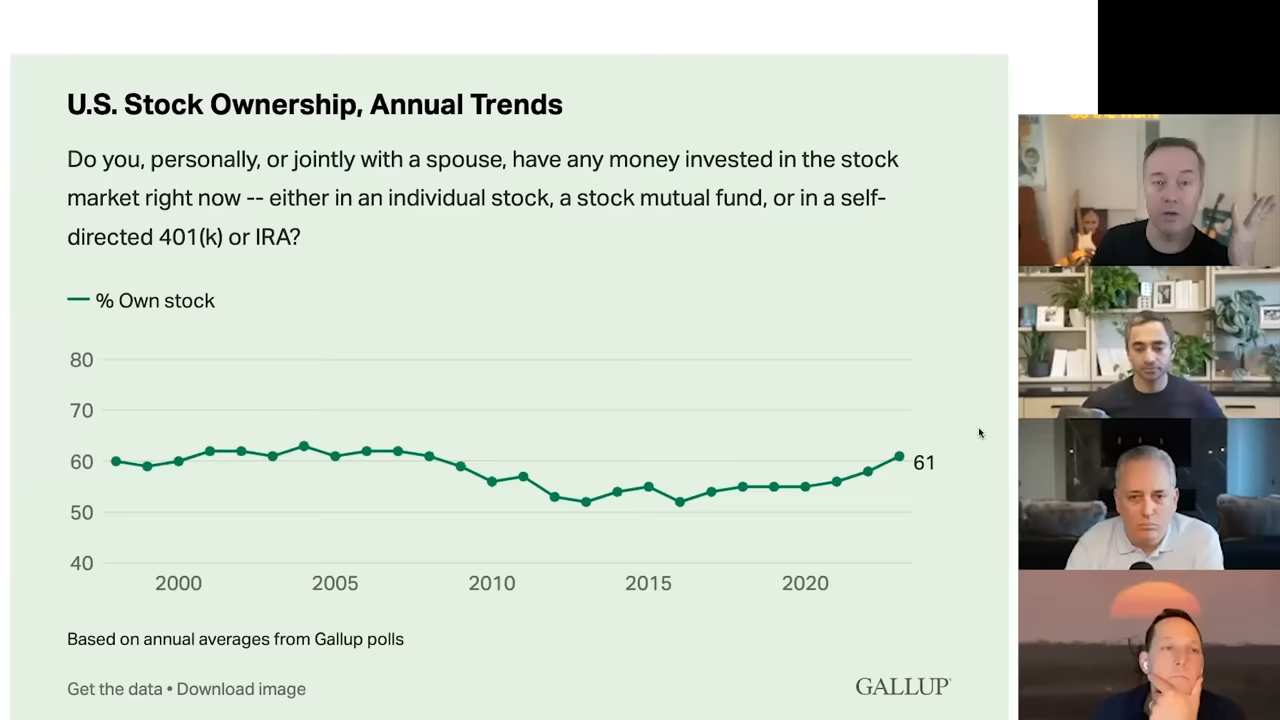 U.S. Stock Ownership, Annual Trends
Do you, personally, or jointly with a spouse, have any money invested in the stock
market right now -- either in an individual stock, a stock mutual fund, or in a self-
directed 401(k) or IRA?
% Own stock
80
70
60
50
40
61
2000 2005 2010 2015 2020
Based on annual averages from Gallup polls
Get the data • Download image
GALLUP